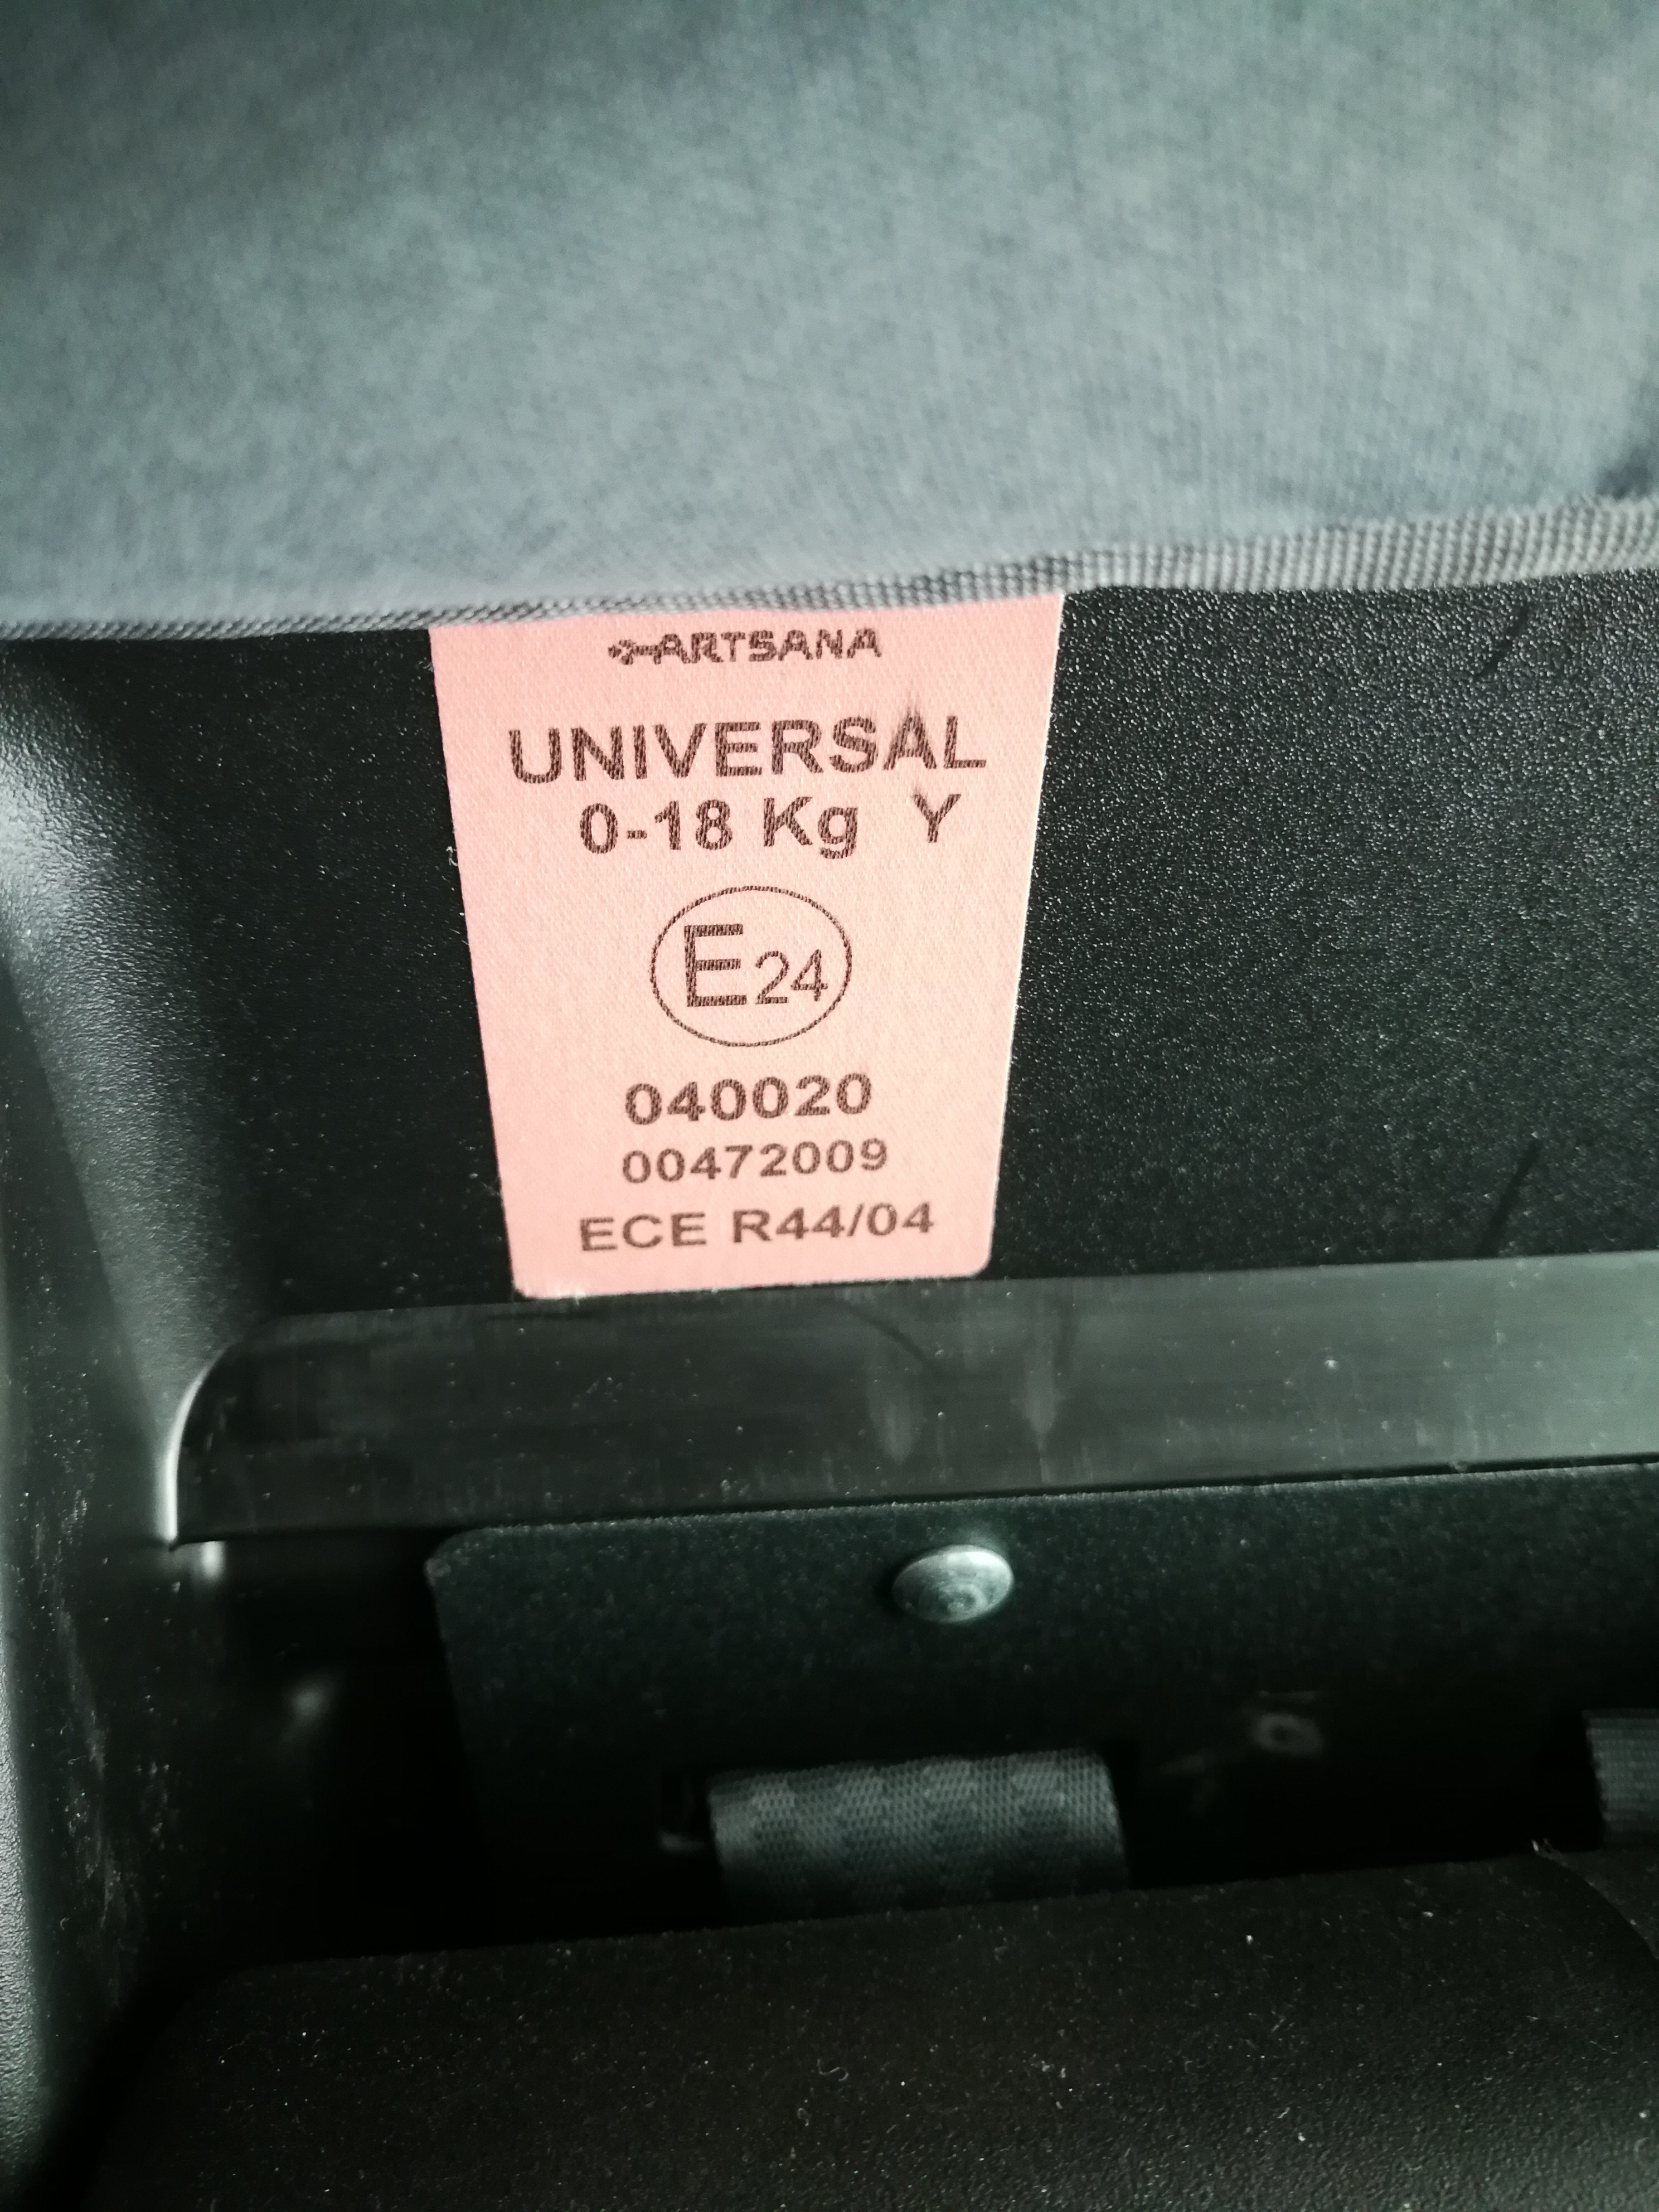 ARTSANA
UNIVERSAL
0-18 Kg Y
E24
040020
00472009
ECE R44/04